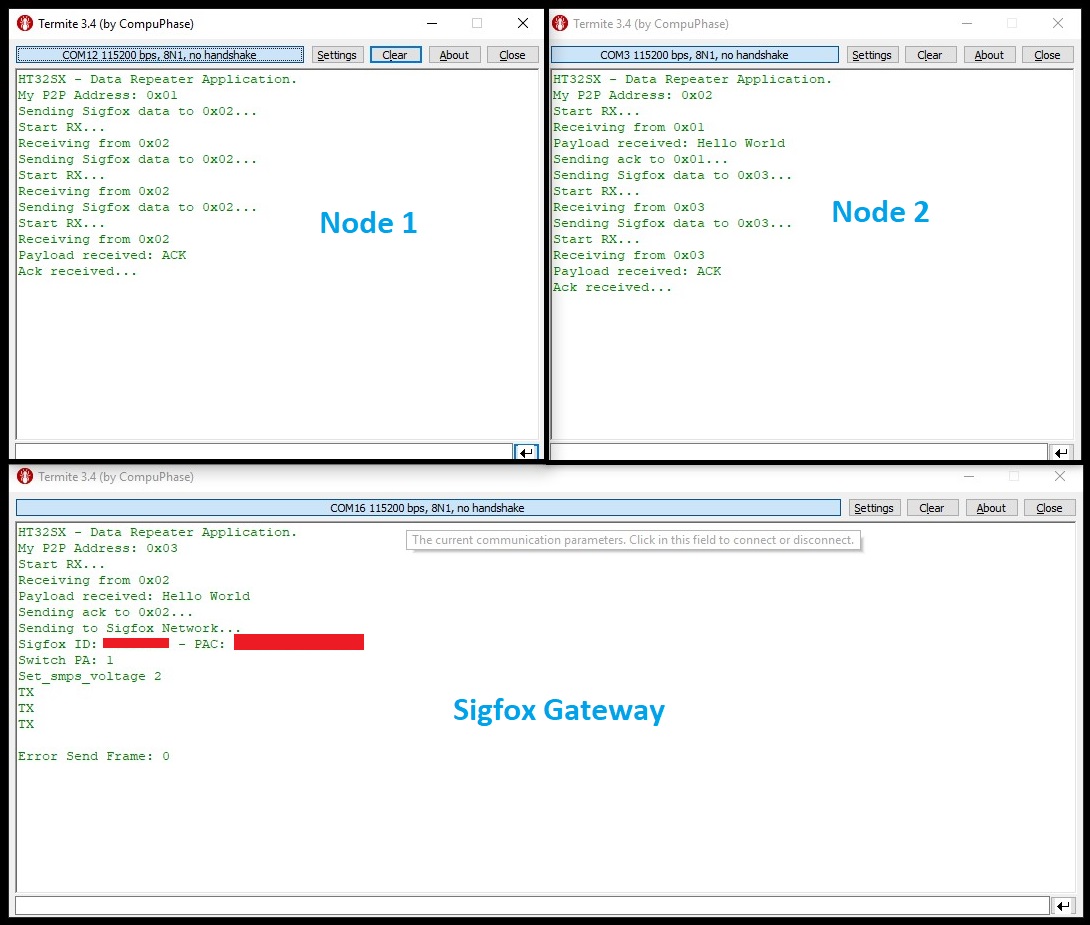 Termite 3.4 (by CompuPhase)
COM12 115200 bps, 8N1, no handshake Settings Clear About Close
HT32SX - Data Repeater Application.
My P2P Address: 0x01
Sending Sigfox data to 0x02...
Start RX...
Receiving from 0x02
Sending Sigfox data to 0x02...
Start RX...
Receiving from 0x02
Sending Sigfox data to 0x02...
Start RX...
Receiving from 0x02
Payload received: ACK
Ack received...
Node 1
Termite 3.4 (by CompuPhase)
COM3 115200 bps, 8N1, no handshake Settings Clear About Close
HT32SX - Data Repeater Application.
My P2P Address: 0x02
Start RX...
Receiving from 0x01
Payload received: Hello World
Sending ack to 0x01...
Sending Sigfox data to 0x03...
Start RX...
Receiving from 0x03
Sending Sigfox data to 0x03...
Start RX...
Receiving from 0x03
Payload received: ACK
Ack received...
Node 2
Termite 3.4 (by CompuPhase)
COM16 115200 bps, 8N1, no handshake Settings Clear About Close
The current communication parameters. Click in this field to connect or disconnect.
HT32SX - Data Repeater Application.
My P2P Address: 0x03
Start RX...
Receiving from 0x02
Payload received: Hello World
Sending ack to 0x02...
Sending to Sigfox Network...
Sigfox ID: - PAC:
Switch PA: 1
Set_smps_voltage 2
TX
TX
TX
Error Send Frame: 0
Sigfox Gateway